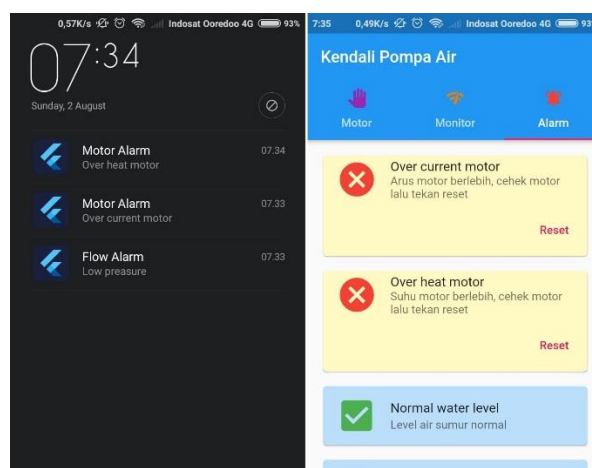 0,57K/s Indosat Ooredoo 4G 93%
07:34
Sunday, 2 August
Motor Alarm 07.34
Over heat motor
Motor Alarm 07.33
Over current motor
Flow Alarm 07.33
Low preasure
7:35 0,49K/s Indosat Ooredoo 4G 93%
Kendali Pompa Air
Motor Monitor Alarm
Over current motor
Arus motor berlebih, cehek motor
lalu tekan reset
Reset
Over heat motor
Suhu motor berlebih, cehek motor
lalu tekan reset
Reset
Normal water level
Level air sumur normal